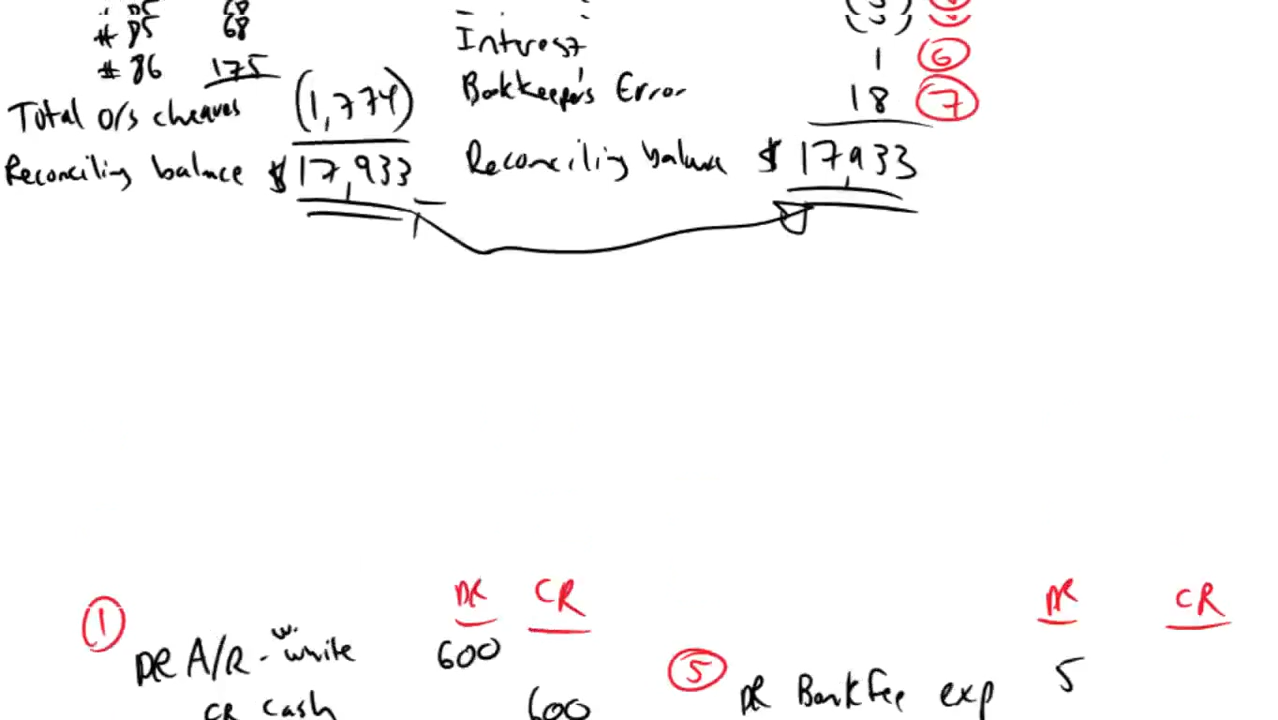 # 85 68
# 86 175
Total o/s cheques (1,774)
Reconciling balance $17,933
Interest 1 6
Bookkeeper's Error 18 7
Reconciling balance $ 17,933
DR CR
1
DR A/R - w. white 600
CR cash 600
DR CR
5 DR Bank Fee exp 5